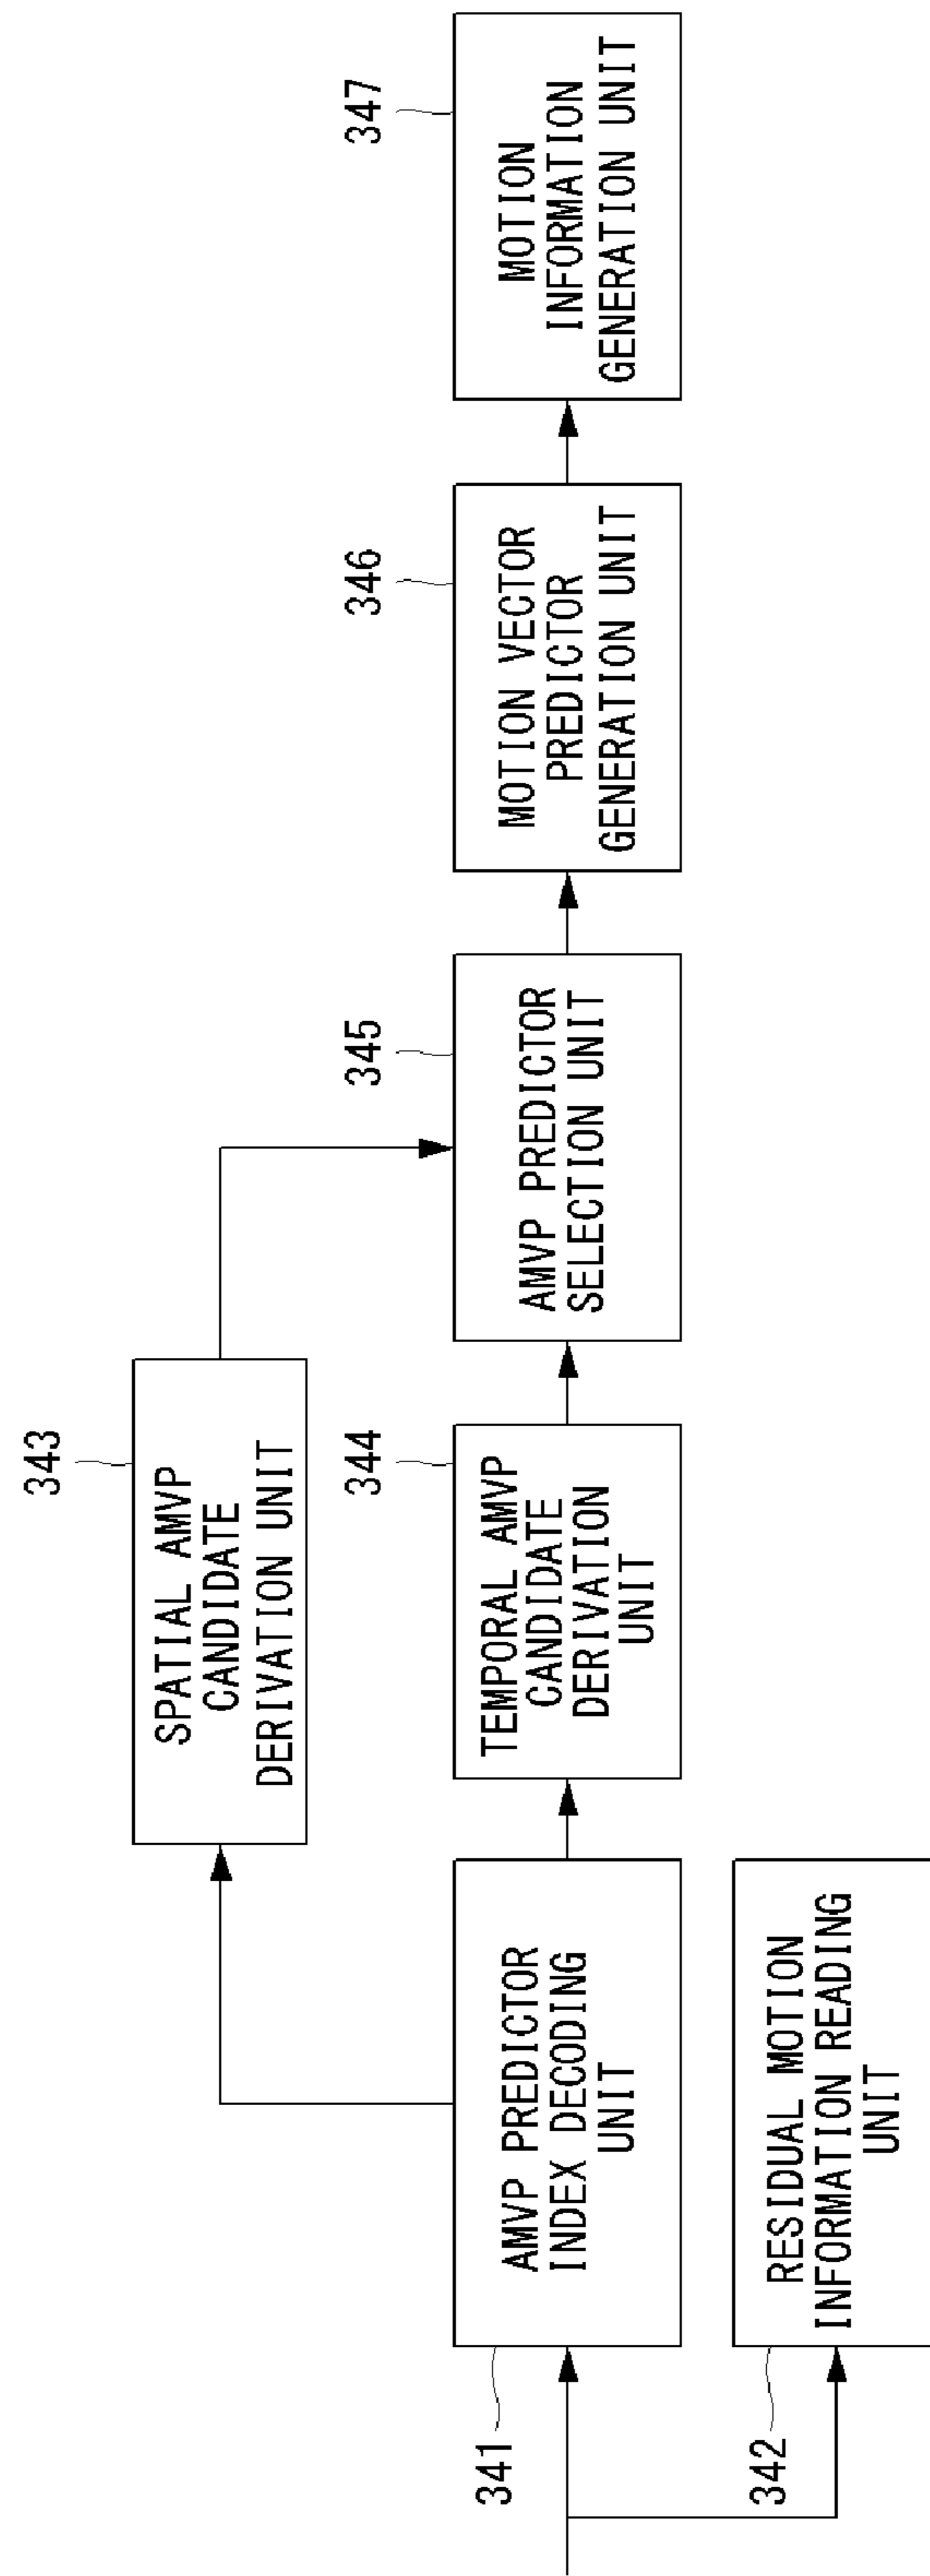 343
SPATIAL AMVP
CANDIDATE
DERIVATION UNIT
341
AMVP PREDICTOR
INDEX DECODING
UNIT
344
TEMPORAL AMVP
CANDIDATE
DERIVATION
UNIT
345
AMVP PREDICTOR
SELECTION UNIT
346
MOTION VECTOR
PREDICTOR
GENERATION UNIT
347
MOTION
INFORMATION
GENERATION UNIT
342
RESIDUAL MOTION
INFORMATION READING
UNIT